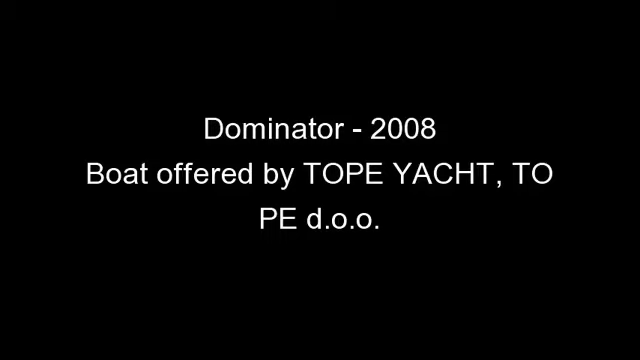 Dominator - 2008
Boat offered by TOPE YACHT, TO
PE d.o.o.